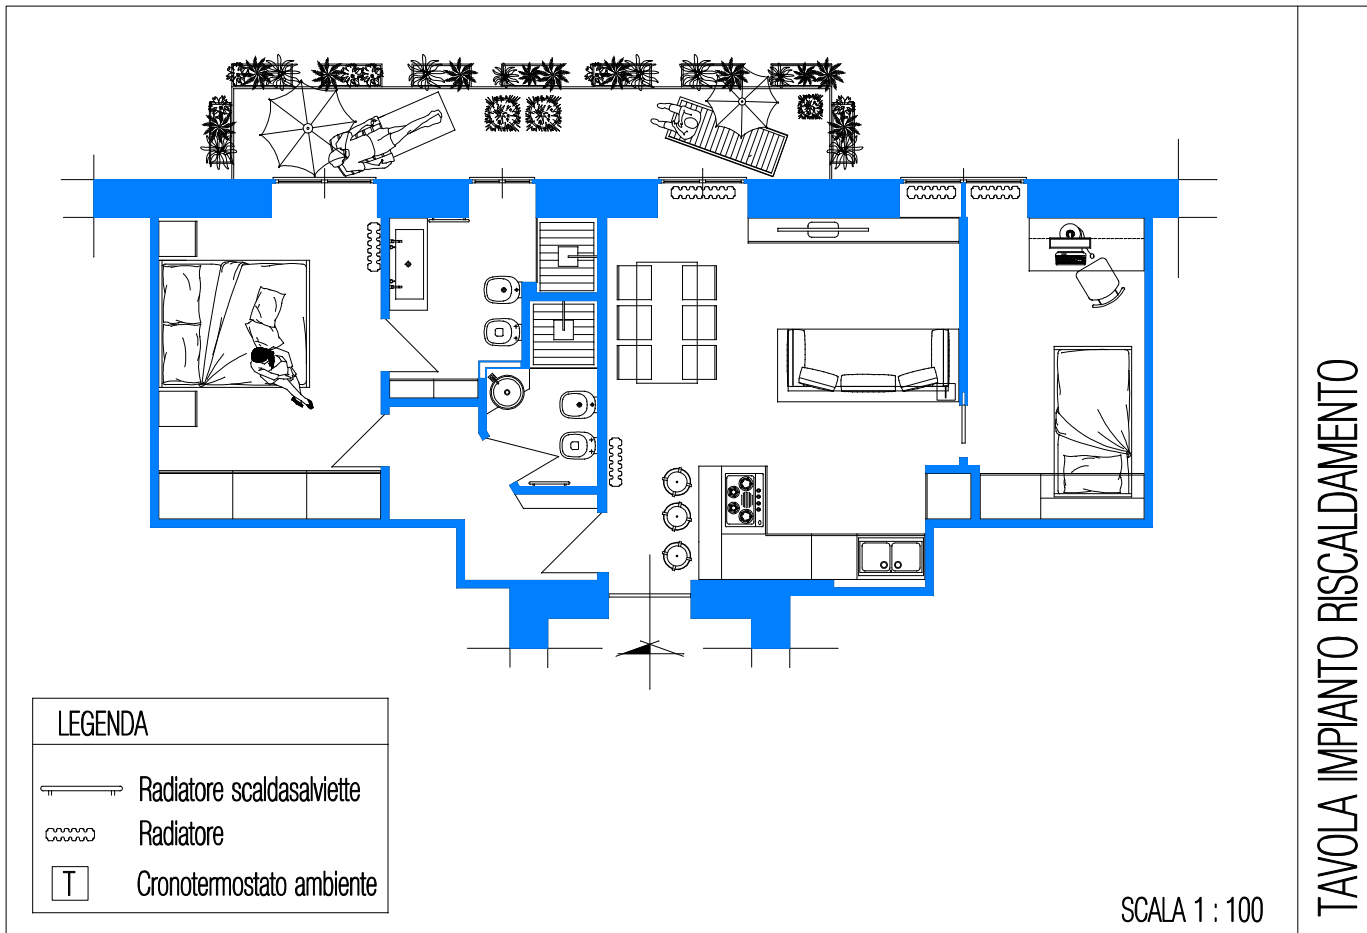 LEGENDA
Radiatore scaldasalviette
Radiatore
T Cronotermostato ambiente
SCALA 1 : 100
TAVOLA IMPIANTO RISCALDAMENTO